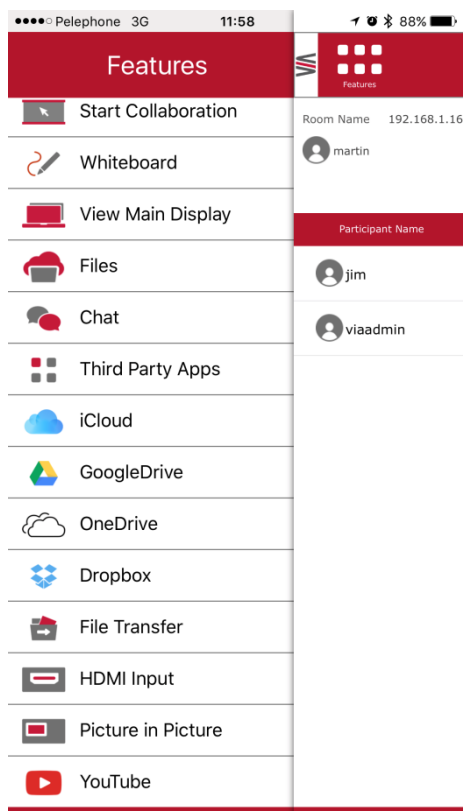 Pelephone 3G 11:58 88%
Features
Start Collaboration
Whiteboard
View Main Display
Files
Chat
Third Party Apps
iCloud
GoogleDrive
OneDrive
Dropbox
File Transfer
HDMI Input
Picture in Picture
YouTube
Features
Room Name 192.168.1.16
martin
Participant Name
jim
viaadmin